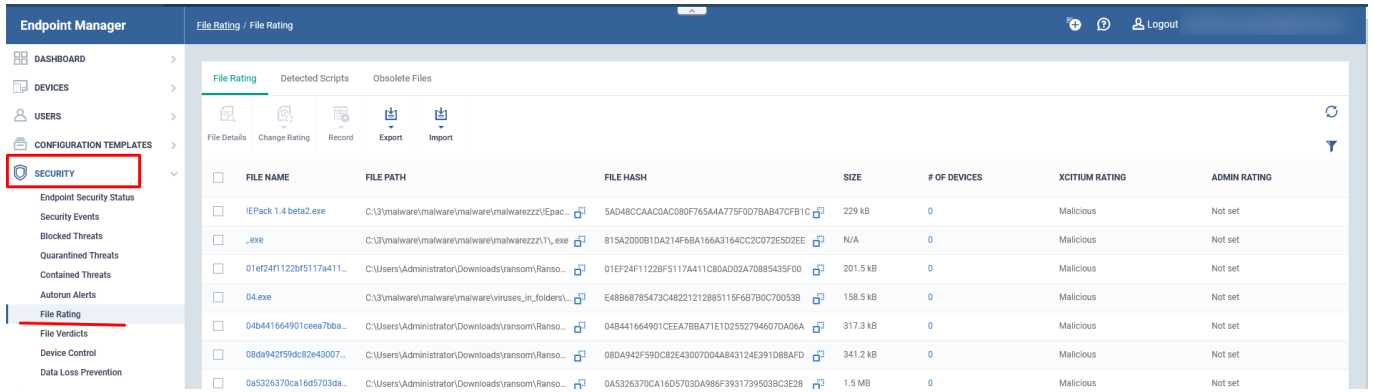 Endpoint Manager
File Rating / File Rating
Logout
DASHBOARD
DEVICES
USERS
CONFIGURATION TEMPLATES
SECURITY
Endpoint Security Status
Security Events
Blocked Threats
Quarantined Threats
Contained Threats
Autorun Alerts
File Rating
File Verdicts
Device Control
Data Loss Prevention
File Rating Detected Scripts Obsolete Files
File Details Change Rating Record Export Import
FILE NAME FILE PATH FILE HASH SIZE # OF DEVICES XCITIUM RATING ADMIN RATING
!EPack 1.4 beta2.exe C:\3\malware\malware\malware\malwarezzz\!Epac... 5AD48CCAAC0AC080F765A4A775F0D7BAB47CFB1C 229 kB 0 Malicious Not set
,.exe C:\3\malware\malware\malware\malwarezzz\1\,.exe 815A2000B1DA214F6BA166A3164CC2C072E5D2EE N/A 0 Malicious Not set
01ef24f1122bf5117a411... C:\Users\Administrator\Downloads\ransom\Ranso... 01EF24F1122BF5117A411C80AD02A70885435F00 201.5 kB 0 Malicious Not set
04.exe C:\3\malware\malware\malware\viruses_in_folders\... E48B68785473C48221212885115F6B7B0C70053B 158.5 kB 0 Malicious Not set
04b441664901ceea7bba... C:\Users\Administrator\Downloads\ransom\Ranso... 04B441664901CEEA7BBA71E1D2552794607DA06A 317.3 kB 0 Malicious Not set
08da942f59dc82e43007... C:\Users\Administrator\Downloads\ransom\Ranso... 08DA942F59DC82E43007D04A843124E391D88AFD 341.2 kB 0 Malicious Not set
0a5326370ca16d5703da... C:\Users\Administrator\Downloads\ransom\Ranso... 0A5326370CA16D5703DA986F3931739503BC3E28 1.5 MB 0 Malicious Not set